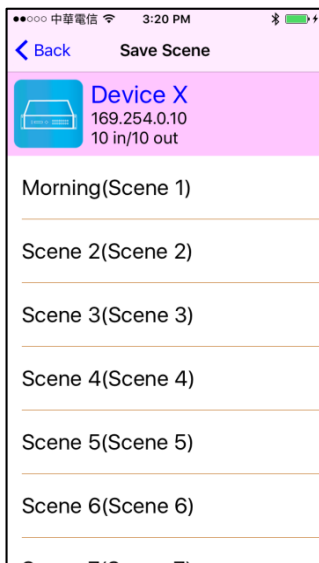 中華電信 3:20 PM
Back Save Scene
Device X
169.254.0.10
10 in/10 out
Morning(Scene 1)
Scene 2(Scene 2)
Scene 3(Scene 3)
Scene 4(Scene 4)
Scene 5(Scene 5)
Scene 6(Scene 6)